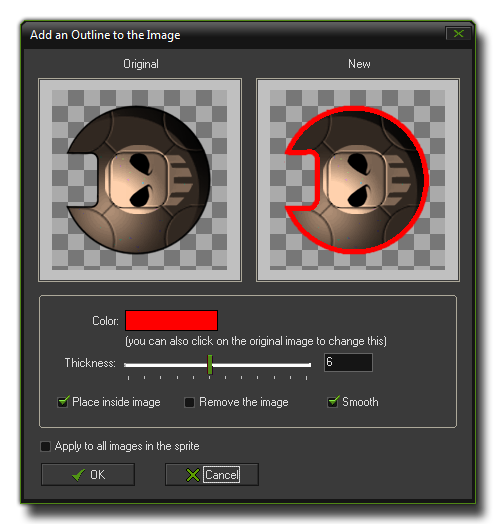 Add an Outline to the Image
Original New
Color:
(you can also click on the original image to change this)
Thickness: 6
Place inside image Remove the image Smooth
Apply to all images in the sprite
OK Cancel